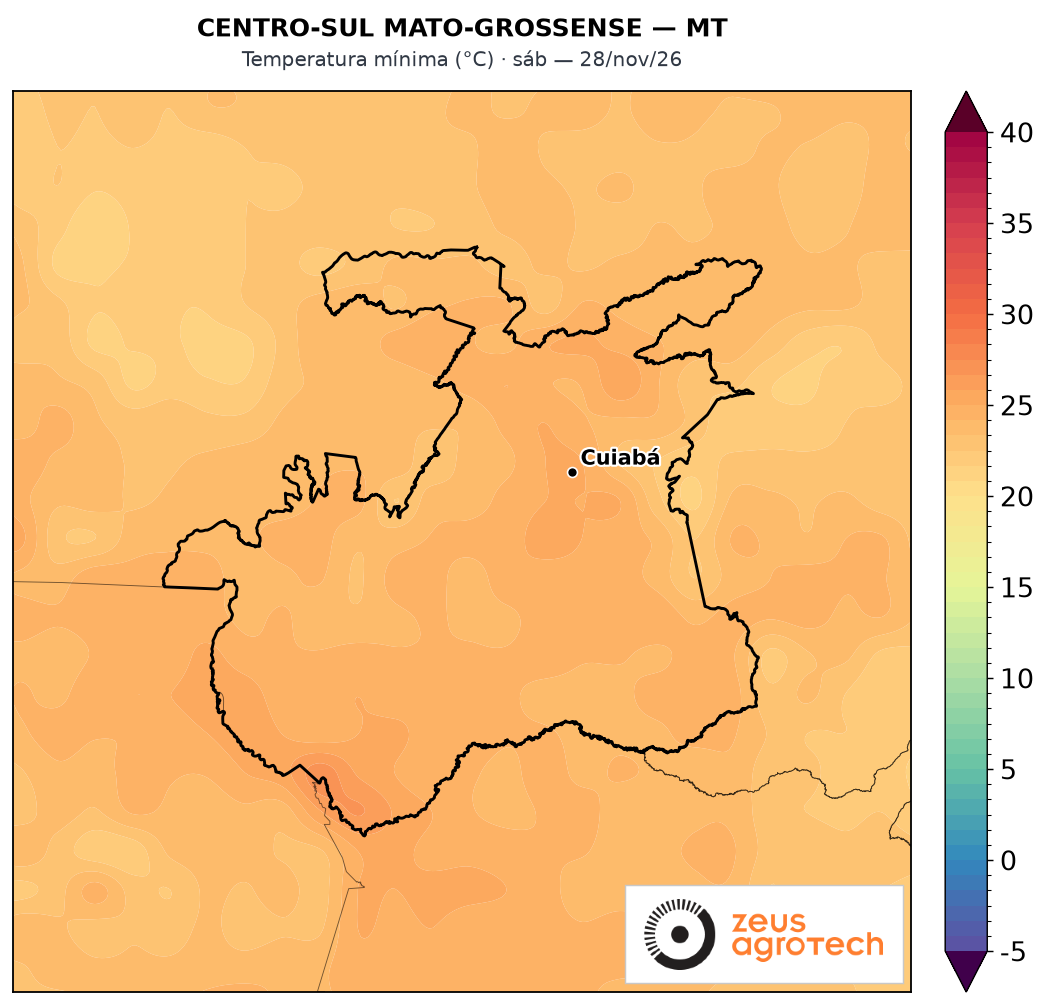 CENTRO-SUL MATO-GROSSENSE — MT
Temperatura mínima (°C) · sáb — 28/nov/26
40
35
30
25
20
15
10
5
0
-5
Cuiabá
zeus
agrotech